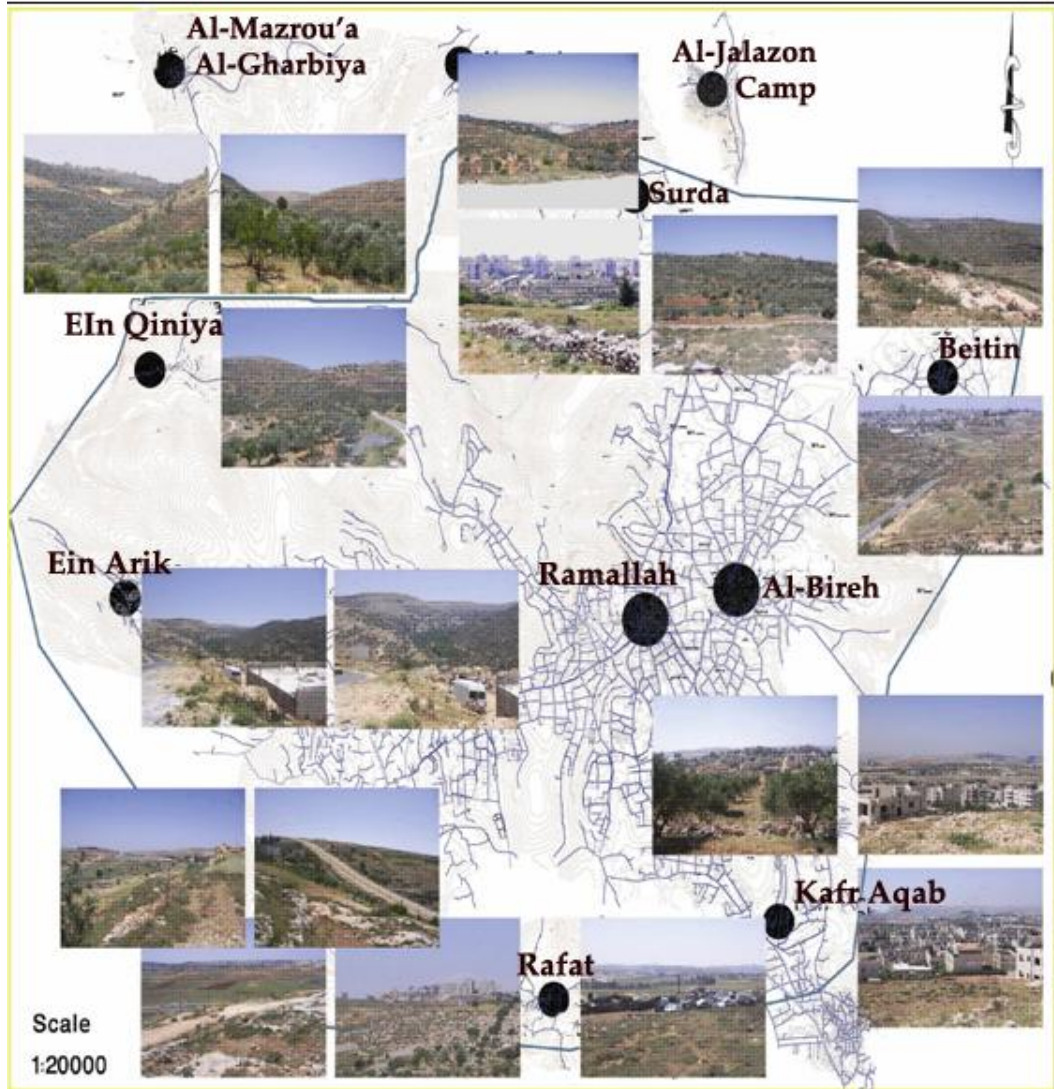 Al-Mazrou'a
Al-Gharbiya
Al-Jalazon
Camp
Surda
EIn Qiniya
Beitin
Ein Arik
Ramallah
Al-Bireh
Kafr Aqab
Rafat
Scale
1:20000